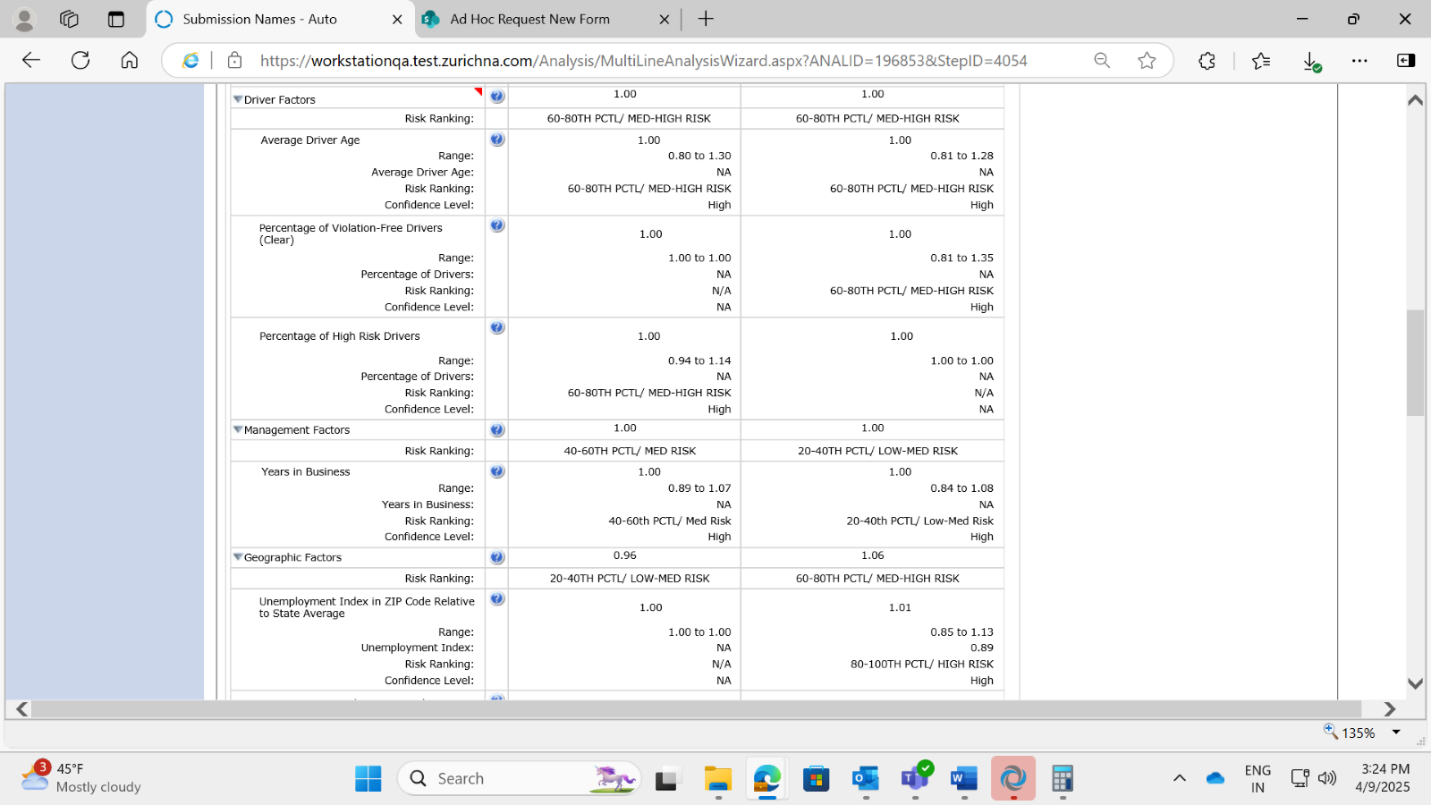 Submission Names - Auto
Ad Hoc Request New Form
https://workstationqa.test.zurichna.com/Analysis/MultiLineAnalysisWizard.aspx?ANALID=196853&StepID=4054
Driver Factors 1.00 1.00
Risk Ranking: 60-80TH PCTL/ MED-HIGH RISK 60-80TH PCTL/ MED-HIGH RISK
Average Driver Age 1.00 1.00
Range: 0.80 to 1.30 0.81 to 1.28
Average Driver Age: NA NA
Risk Ranking: 60-80TH PCTL/ MED-HIGH RISK 60-80TH PCTL/ MED-HIGH RISK
Confidence Level: High High
Percentage of Violation-Free Drivers
(Clear) 1.00 1.00
Range: 1.00 to 1.00 0.81 to 1.35
Percentage of Drivers: NA NA
Risk Ranking: N/A 60-80TH PCTL/ MED-HIGH RISK
Confidence Level: NA High
Percentage of High Risk Drivers 1.00 1.00
Range: 0.94 to 1.14 1.00 to 1.00
Percentage of Drivers: NA NA
Risk Ranking: 60-80TH PCTL/ MED-HIGH RISK N/A
Confidence Level: High NA
Management Factors 1.00 1.00
Risk Ranking: 40-60TH PCTL/ MED RISK 20-40TH PCTL/ LOW-MED RISK
Years in Business 1.00 1.00
Range: 0.89 to 1.07 0.84 to 1.08
Years in Business: NA NA
Risk Ranking: 40-60th PCTL/ Med Risk 20-40th PCTL/ Low-Med Risk
Confidence Level: High High
Geographic Factors 0.96 1.06
Risk Ranking: 20-40TH PCTL/ LOW-MED RISK 60-80TH PCTL/ MED-HIGH RISK
Unemployment Index in ZIP Code Relative
to State Average 1.00 1.01
Range: 1.00 to 1.00 0.85 to 1.13
Unemployment Index: NA 0.89
Risk Ranking: N/A 80-100TH PCTL/ HIGH RISK
Confidence Level: NA High
135%
3
45°F
Mostly cloudy
Search
ENG
IN
3:24 PM
4/9/2025